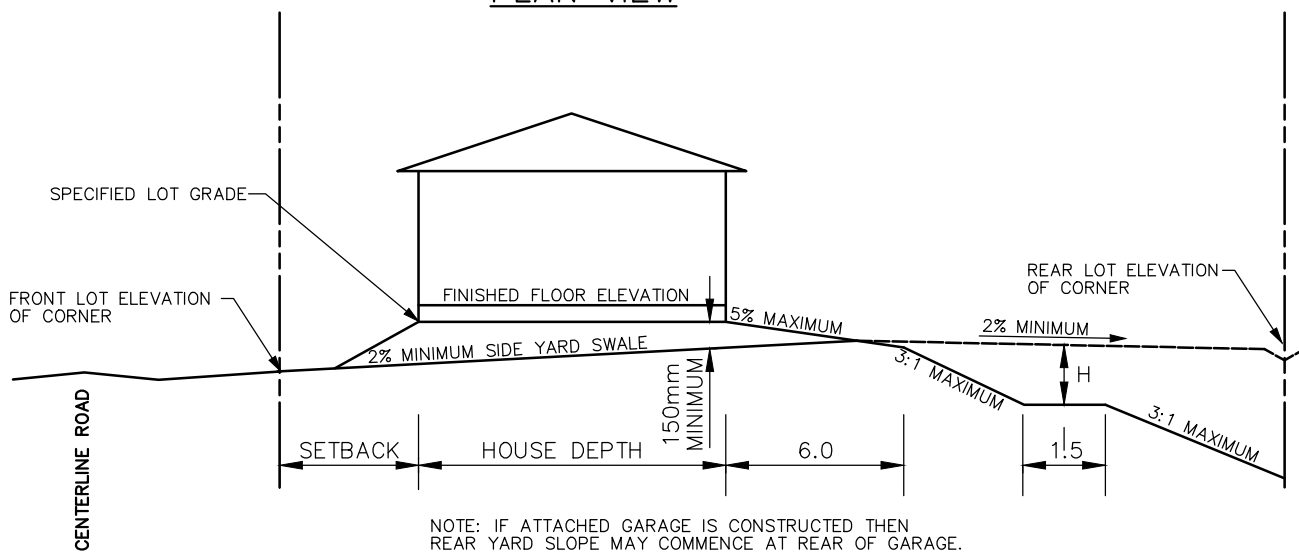 PLAN VIEW
SPECIFIED LOT GRADE
FRONT LOT ELEVATION
OF CORNER
FINISHED FLOOR ELEVATION
REAR LOT ELEVATION
OF CORNER
5% MAXIMUM
2% MINIMUM
2% MINIMUM SIDE YARD SWALE
3:1 MAXIMUM
H
3:1 MAXIMUM
150mm
MINIMUM
CENTERLINE ROAD
SETBACK
HOUSE DEPTH
6.0
1.5
NOTE: IF ATTACHED GARAGE IS CONSTRUCTED THEN
REAR YARD SLOPE MAY COMMENCE AT REAR OF GARAGE.